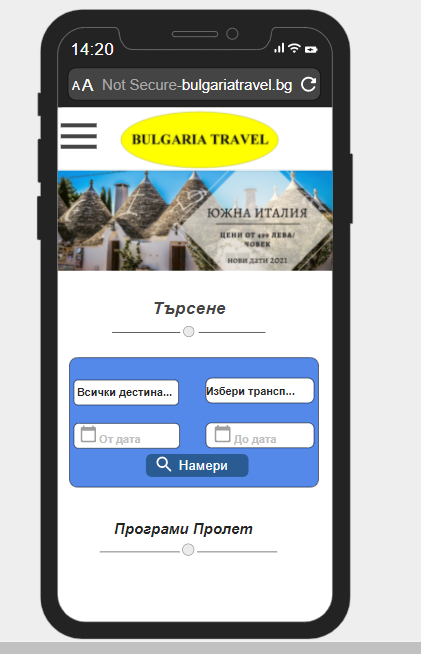 14:20
AA Not Secure-bulgariatravel.bg
BULGARIA TRAVEL
ЮЖНА ИТАЛИЯ
ЦЕНИ ОТ 499 ЛЕВА/
ЧОВЕК
НОВИ ДАТИ 2021
Търсене
Всички дестина...
Избери трансп...
От дата
До дата
Намери
Програми Пролет